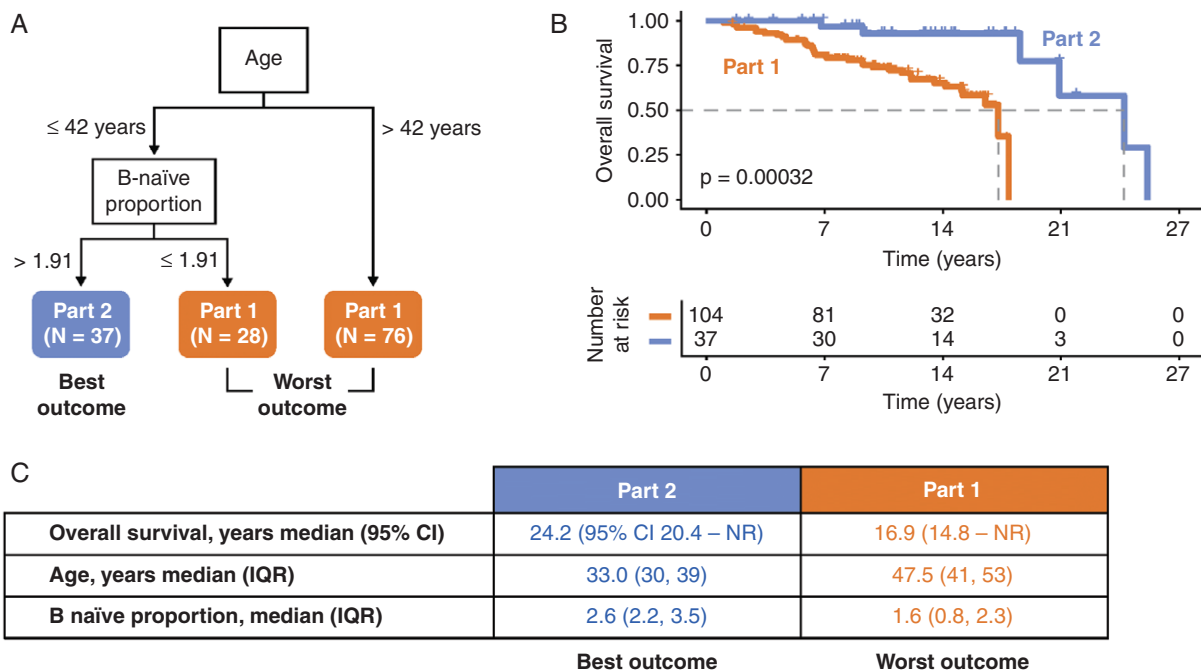 A
Age
≤ 42 years
> 42 years
B-naïve
proportion
> 1.91
≤ 1.91
Part 2
(N = 37)
Part 1
(N = 28)
Part 1
(N = 76)
Best
outcome
Worst
outcome
B
Overall survival
1.00
0.75
0.50
0.25
0.00
Part 1
Part 2
p = 0.00032
0 7 14 21 27
Time (years)
Number
at risk
104 81 32 0 0
37 30 14 3 0
0 7 14 21 27
Time (years)
C
Part 2 Part 1
Overall survival, years median (95% CI) 24.2 (95% CI 20.4 – NR) 16.9 (14.8 – NR)
Age, years median (IQR) 33.0 (30, 39) 47.5 (41, 53)
B naïve proportion, median (IQR) 2.6 (2.2, 3.5) 1.6 (0.8, 2.3)
Best outcome Worst outcome